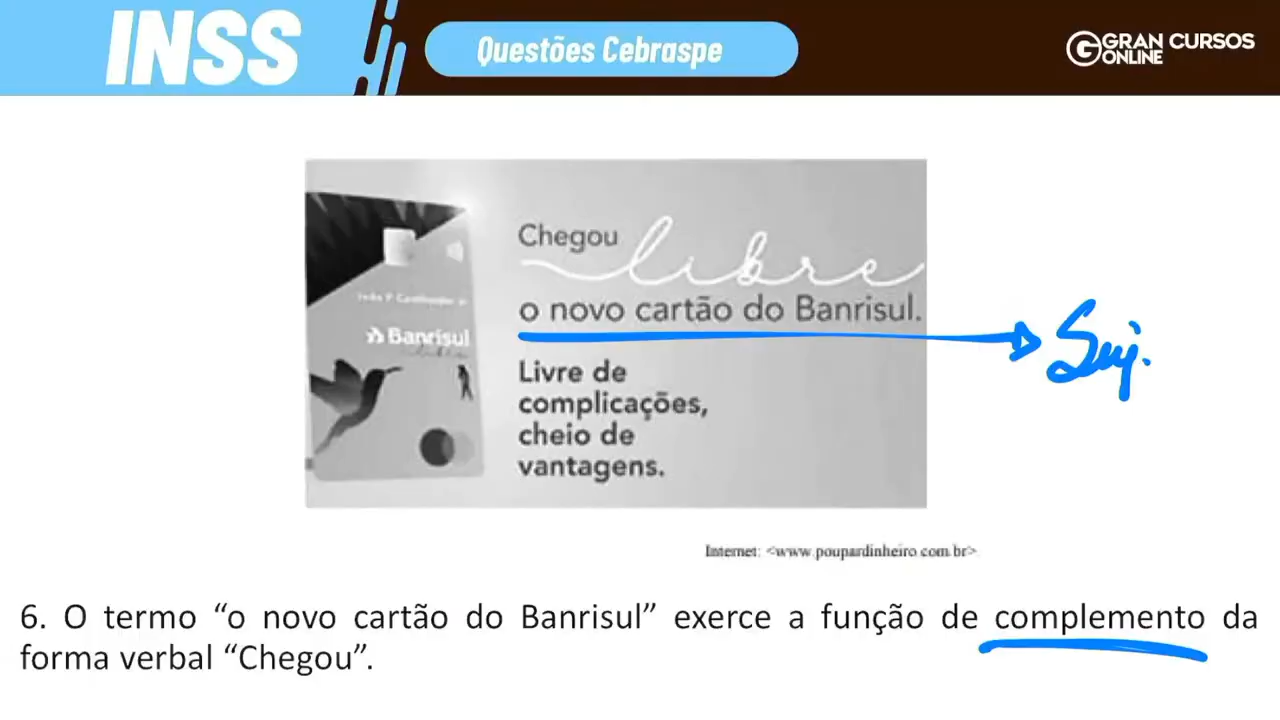 INSS
Questões Cebraspe
GRAN CURSOS
ONLINE
Chegou libre
o novo cartão do Banrisul.
Suj.
Banrisul
libre
Livre de
complicações,
cheio de
vantagens.
Internet: <www.poupardinheiro.com.br>
6. O termo “o novo cartão do Banrisul” exerce a função de complemento da
forma verbal “Chegou”.